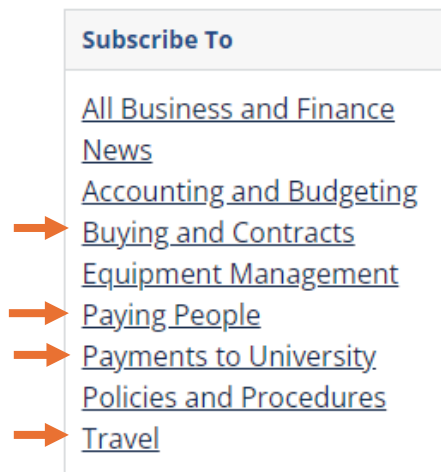 Subscribe To
All Business and Finance
News
Accounting and Budgeting
Buying and Contracts
Equipment Management
Paying People
Payments to University
Policies and Procedures
Travel